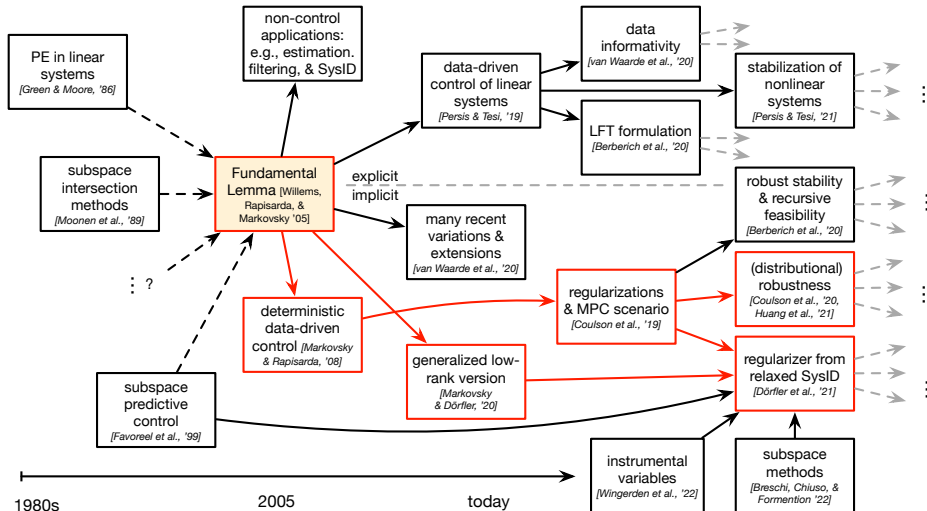 non-control
applications:
e.g., estimation.
filtering, & SysID
PE in linear
systems
[Green & Moore, '86]
data
informativity
[van Waarde et al., '20]
data-driven
control of linear
systems
[Persis & Tesi, '19]
stabilization of
nonlinear
systems
[Persis & Tesi, '21]
⋮
LFT formulation
[Berberich et al., '20]
subspace
intersection
methods
[Moonen et al., '89]
Fundamental
Lemma [Willems,
Rapisarda, &
Markovsky '05]
explicit
implicit
robust stability
& recursive
feasibility
[Berberich et al., '20]
⋮
many recent
variations &
extensions
[van Waarde et al., '20]
⋮ ?
deterministic
data-driven
control [Markovsky
& Rapisarda, '08]
regularizations
& MPC scenario
[Coulson et al., '19]
(distributional)
robustness
[Coulson et al., '20,
Huang et al., '21]
⋮
generalized low-
rank version
[Markovsky
& Dörfler, '20]
regularizer from
relaxed SysID
[Dörfler et al., '21]
⋮
subspace
predictive
control
[Favoreel et al., '99]
instrumental
variables
[Wingerden et al., '22]
subspace
methods
[Breschi, Chiuso, &
Formention '22]
1980s
2005
today